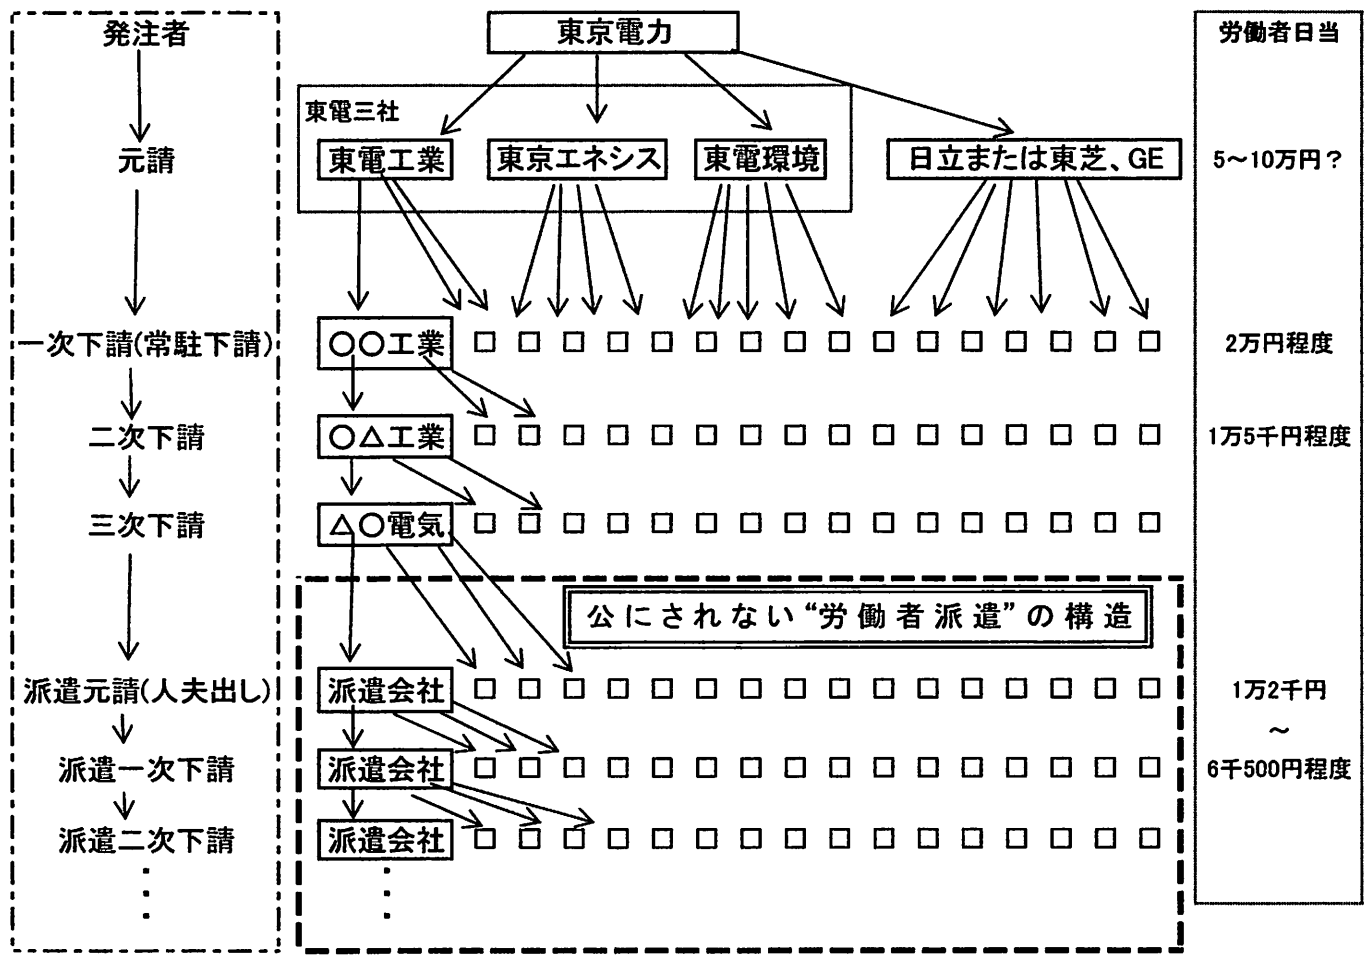 発注者
東京電力
労働者日当
東電三社
元請
東電工業
東京エネシス
東電環境
日立または東芝、GE
5～10万円？
一次下請(常駐下請)
〇〇工業
2万円程度
二次下請
〇△工業
1万5千円程度
三次下請
△〇電気
公にされない“労働者派遣”の構造
派遣元請(人夫出し)
派遣会社
1万2千円
～
派遣一次下請
派遣会社
6千500円程度
派遣二次下請
派遣会社